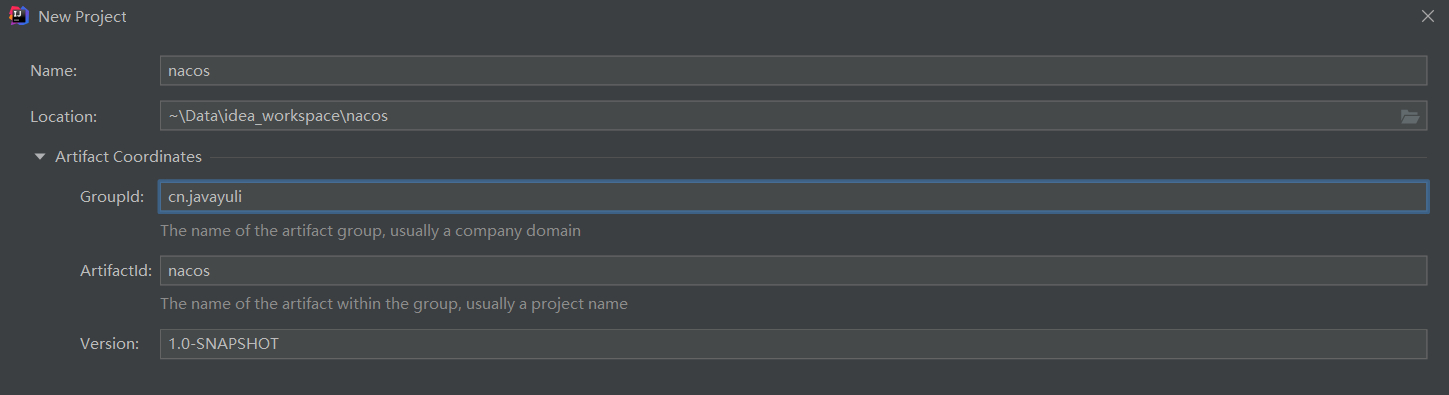 New Project
Name: nacos
Location: ~\Data\idea_workspace\nacos
Artifact Coordinates
GroupId: cn.javayuli
The name of the artifact group, usually a company domain
ArtifactId: nacos
The name of the artifact within the group, usually a project name
Version: 1.0-SNAPSHOT